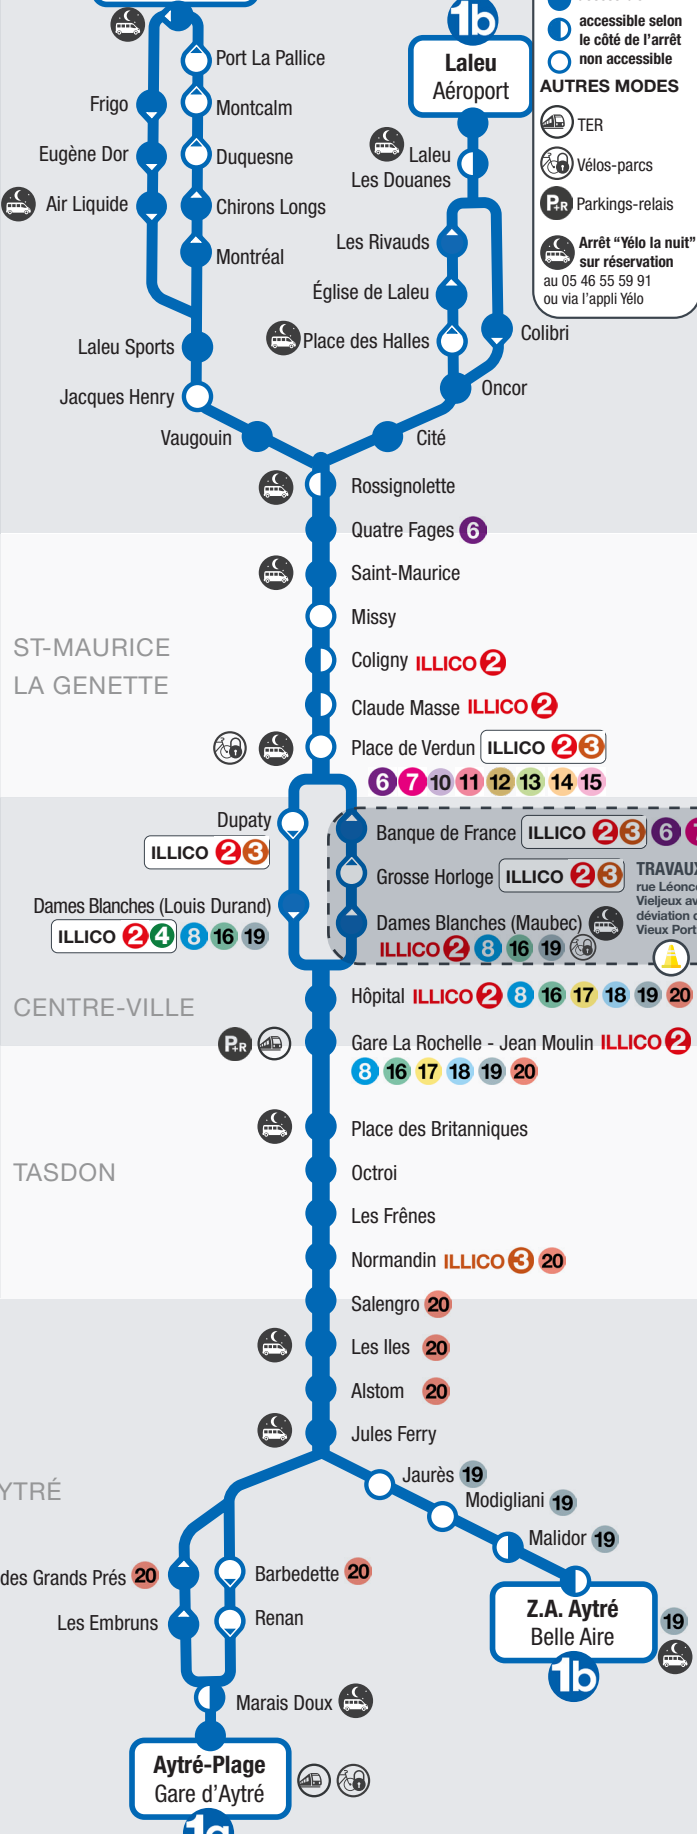 1b
Laleu
Aéroport
accessible selon
le côté de l'arrêt
non accessible
AUTRES MODES
TER
Vélos-parcs
P+R Parkings-relais
Arrêt "Yélo la nuit"
sur réservation
au 05 46 55 59 91
ou via l'appli Yélo
Port La Pallice
Frigo
Montcalm
Eugène Dor
Duquesne
Air Liquide
Chirons Longs
Montréal
Laleu Sports
Jacques Henry
Vaugouin
Laleu
Les Douanes
Les Rivauds
Église de Laleu
Place des Halles
Colibri
Oncor
Cité
Rossignolette
Quatre Fages 6
Saint-Maurice
Missy
ST-MAURICE
LA GENETTE
Coligny ILLICO 2
Claude Masse ILLICO 2
Place de Verdun ILLICO 2 3
6 7 10 11 12 13 14 15
Dupaty
ILLICO 2 3
Banque de France ILLICO 2 3 6
Grosse Horloge ILLICO 2 3
TRAVAUX
rue Léonce
Vieljeux av
déviation
Vieux Port
Dames Blanches (Louis Durand)
ILLICO 2 4 8 16 19
Dames Blanches (Maubec)
ILLICO 2 8 16 19
CENTRE-VILLE
Hôpital ILLICO 2 8 16 17 18 19 20
P+R
Gare La Rochelle - Jean Moulin ILLICO 2
8 16 17 18 19 20
Place des Britanniques
TASDON
Octroi
Les Frênes
Normandin ILLICO 3 20
Salengro 20
Les Iles 20
Alstom 20
Jules Ferry
YTRÉ
Jaurès 19
Modigliani 19
Malidor 19
Z.A. Aytré
Belle Aire
19
1b
des Grands Prés 20
Barbedette 20
Les Embruns
Renan
Marais Doux
Aytré-Plage
Gare d'Aytré
1a